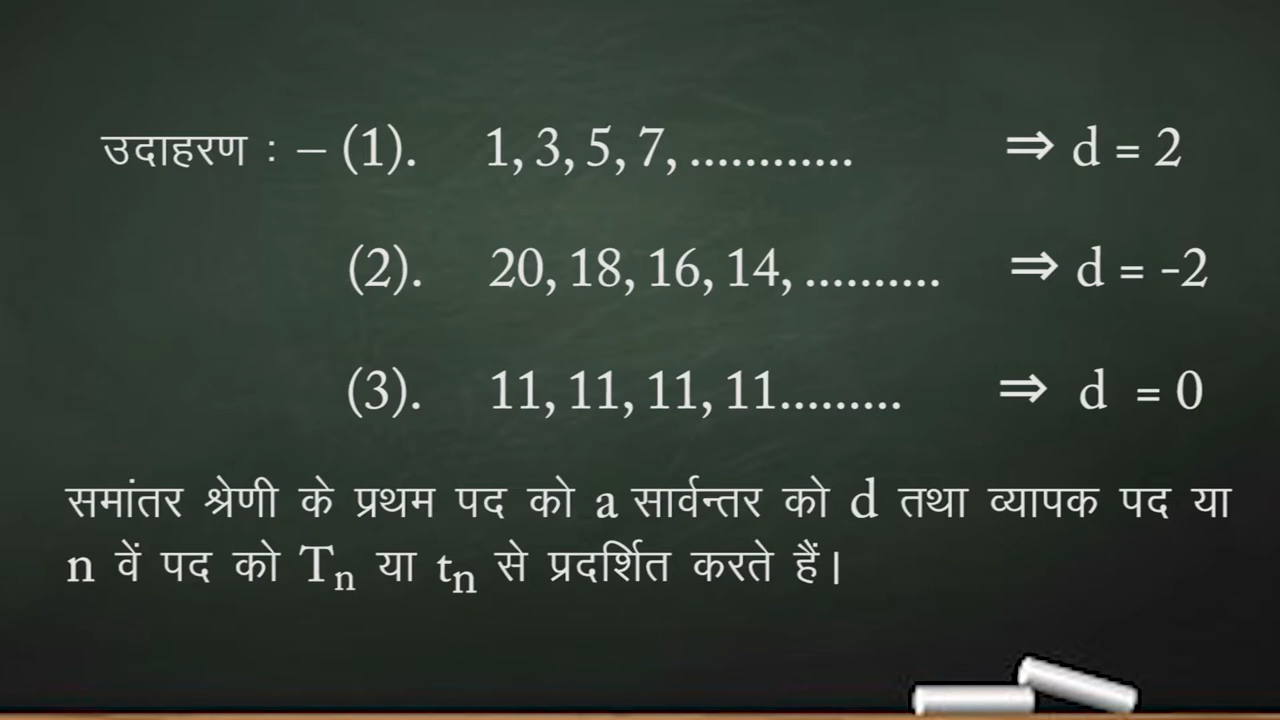 उदाहरण : – (1). 1, 3, 5, 7, ............ ⇒ d = 2
(2). 20, 18, 16, 14, .......... ⇒ d = -2
(3). 11, 11, 11, 11......... ⇒ d = 0
समांतर श्रेणी के प्रथम पद को a सार्वन्तर को d तथा व्यापक पद या
n वें पद को Tₙ या tₙ से प्रदर्शित करते हैं।